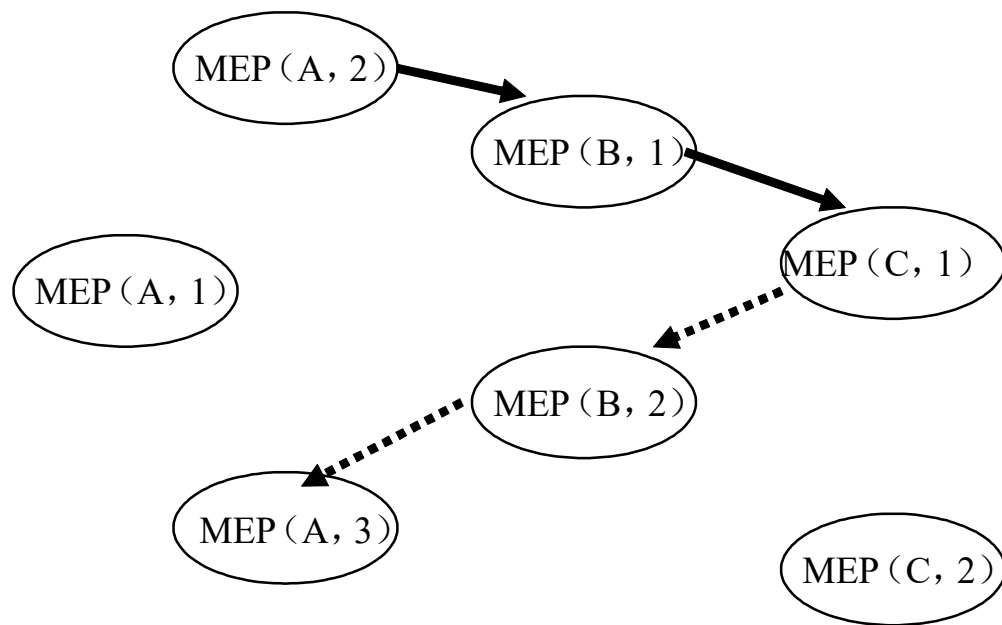 MEP（A，2）
MEP（B，1）
MEP（C，1）
MEP（A，1）
MEP（B，2）
MEP（A，3）
MEP（C，2）